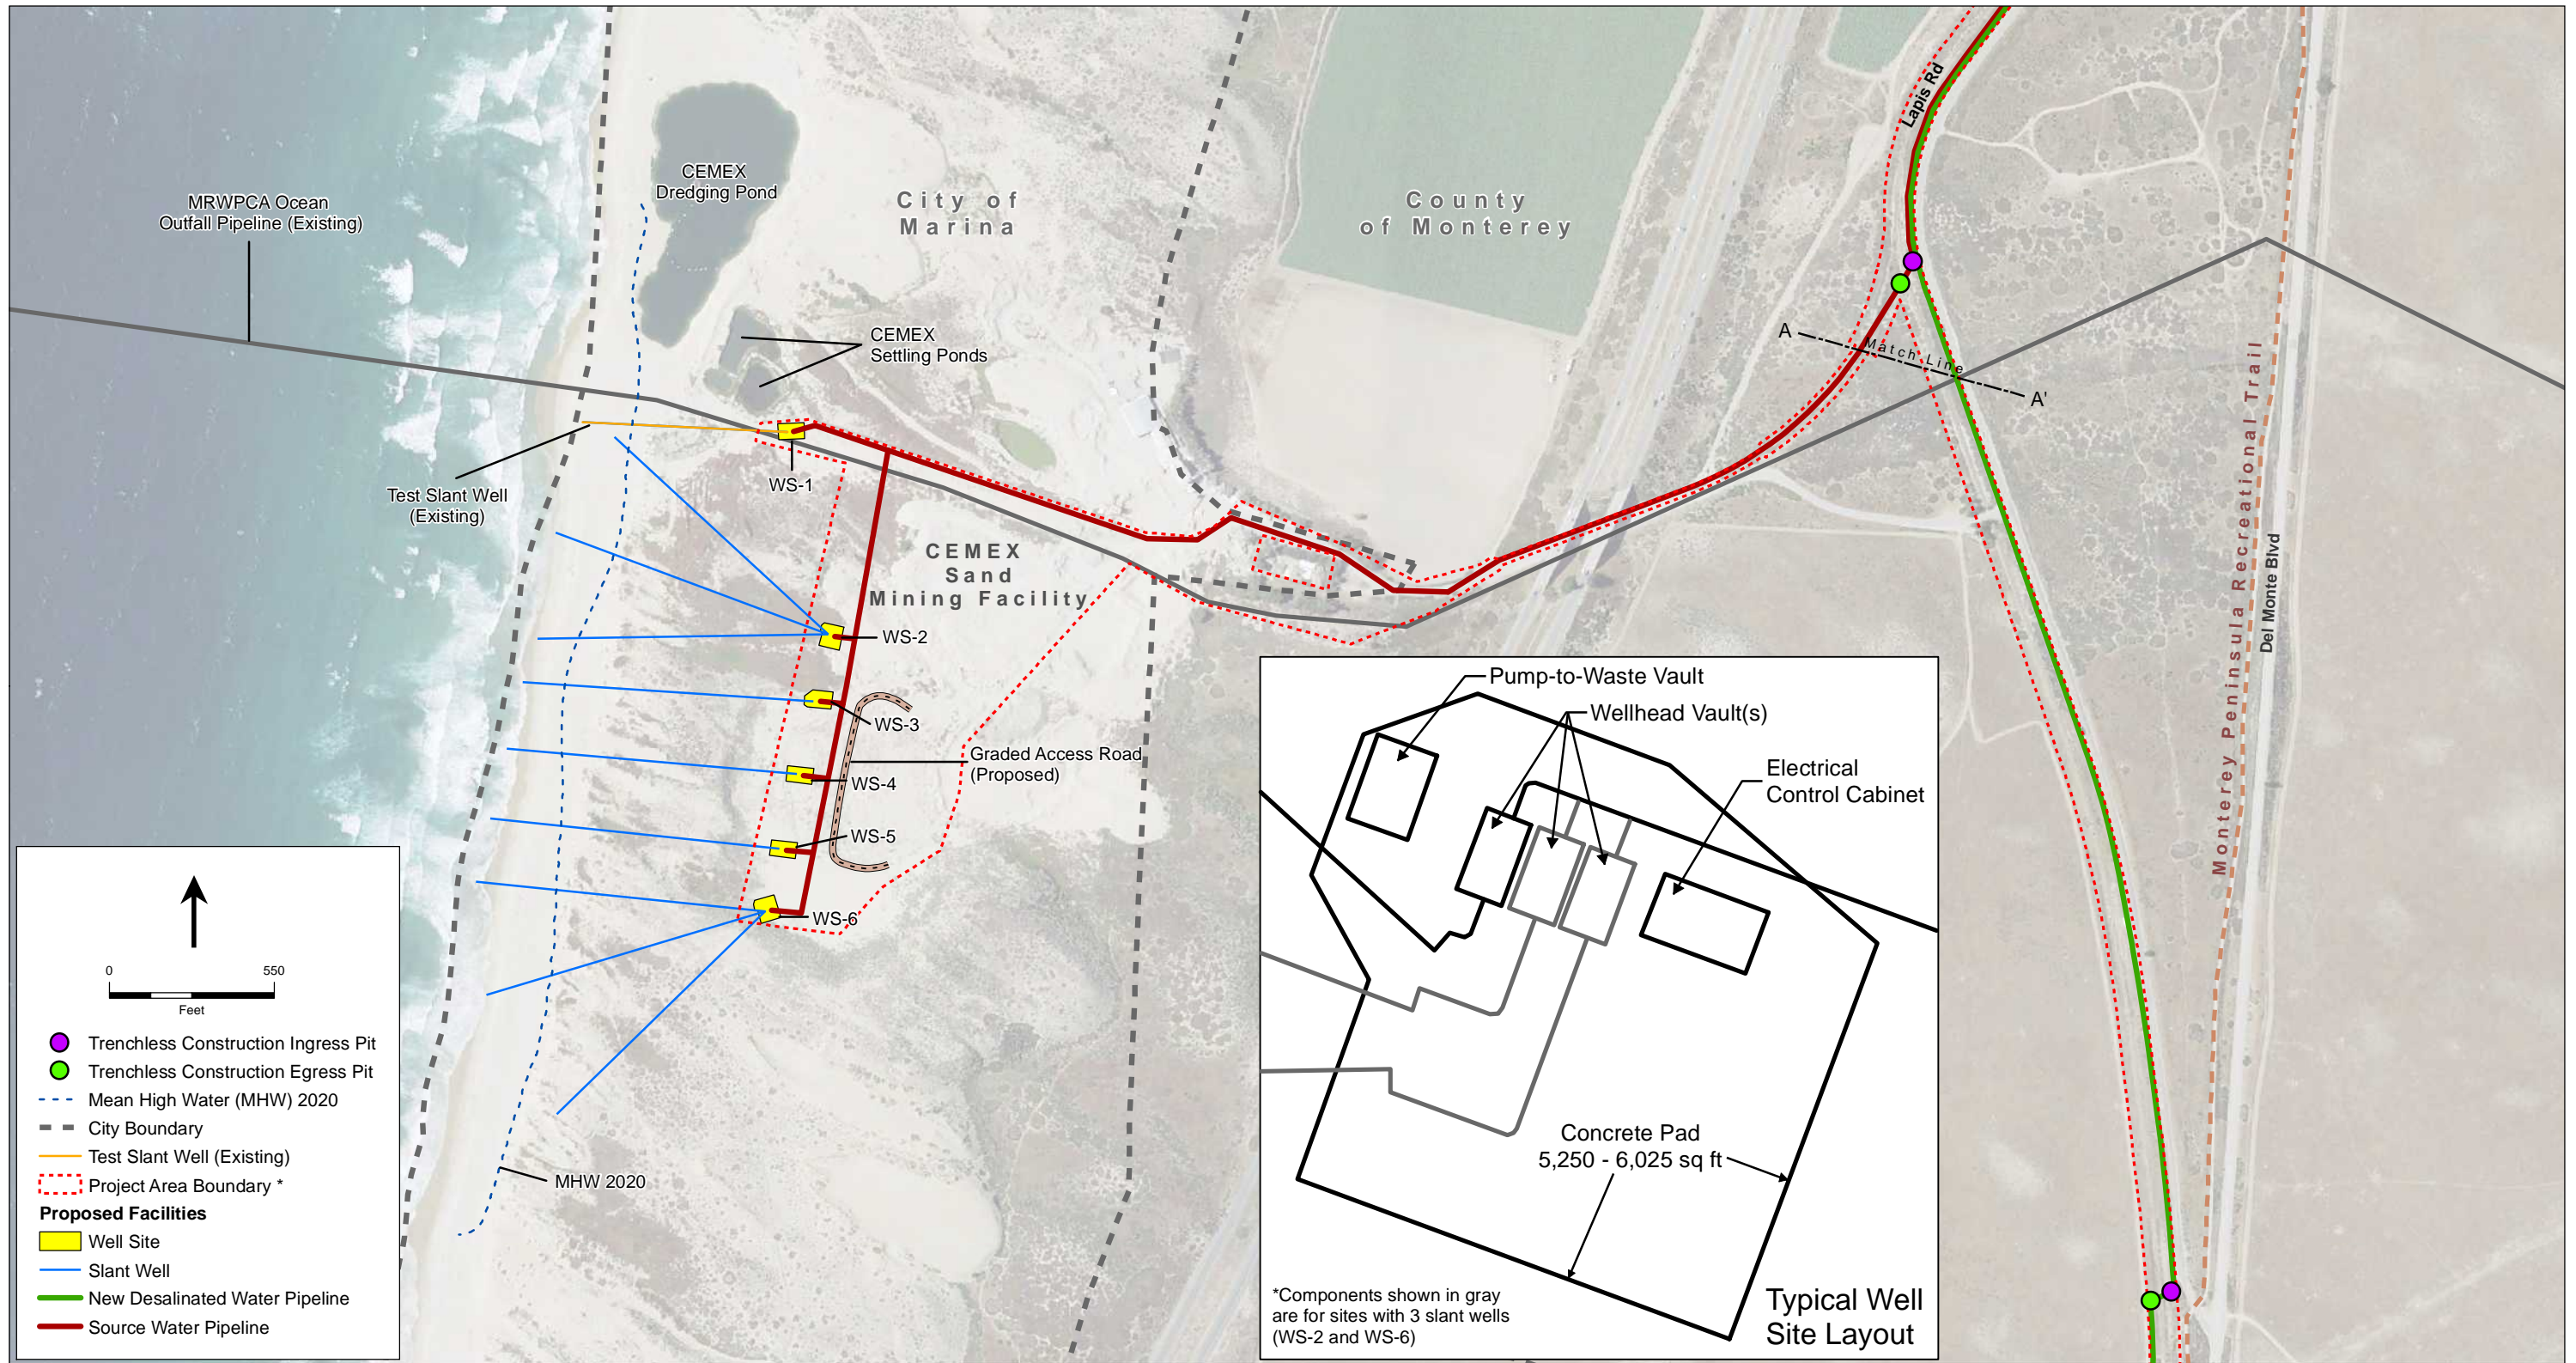 Lapis Rd
CEMEX
Dredging Pond
MRWPCA Ocean
Outfall Pipeline (Existing)
City of
Marina
County
of Monterey
CEMEX
Settling Ponds
A
Match Line
A'
Test Slant Well
(Existing)
WS-1
CEMEX
Sand
Mining Facility
WS-2
WS-3
Graded Access Road
(Proposed)
WS-4
WS-5
WS-6
MHW 2020
Monterey Peninsula Recreational Trail
Del Monte Blvd
0
550
Feet
Trenchless Construction Ingress Pit
Trenchless Construction Egress Pit
Mean High Water (MHW) 2020
City Boundary
Test Slant Well (Existing)
Project Area Boundary *
Proposed Facilities
Well Site
Slant Well
New Desalinated Water Pipeline
Source Water Pipeline
Pump-to-Waste Vault
Wellhead Vault(s)
Electrical
Control Cabinet
Concrete Pad
5,250 - 6,025 sq ft
*Components shown in gray
are for sites with 3 slant wells
(WS-2 and WS-6)
Typical Well
Site Layout